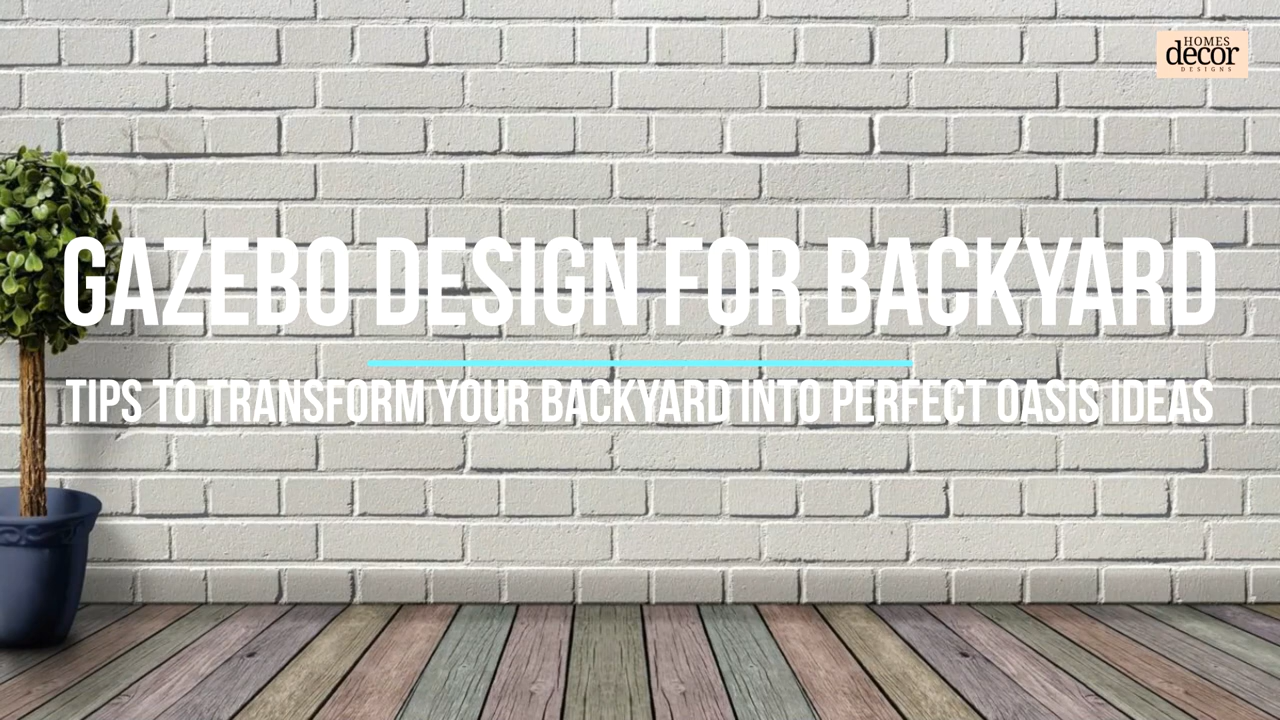 HOMES
decor
DESIGNS
GAZEBO DESIGN FOR BACKYARD
TIPS TO TRANSFORM YOUR BACKYARD INTO PERFECT OASIS IDEAS